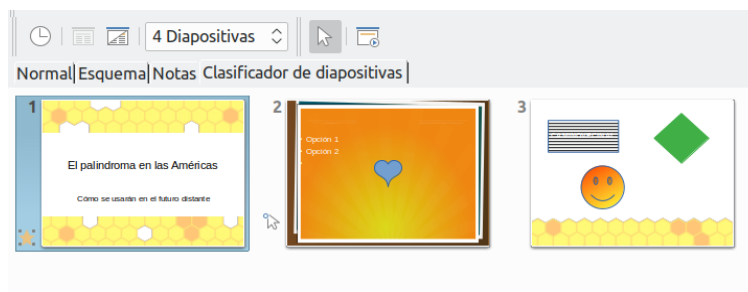 4 Diapositivas
Normal Esquema Notas Clasificador de diapositivas
1
2
3
El palindroma en las Américas
Cómo se usarán en el futuro distante
Opción 1
Opción 2